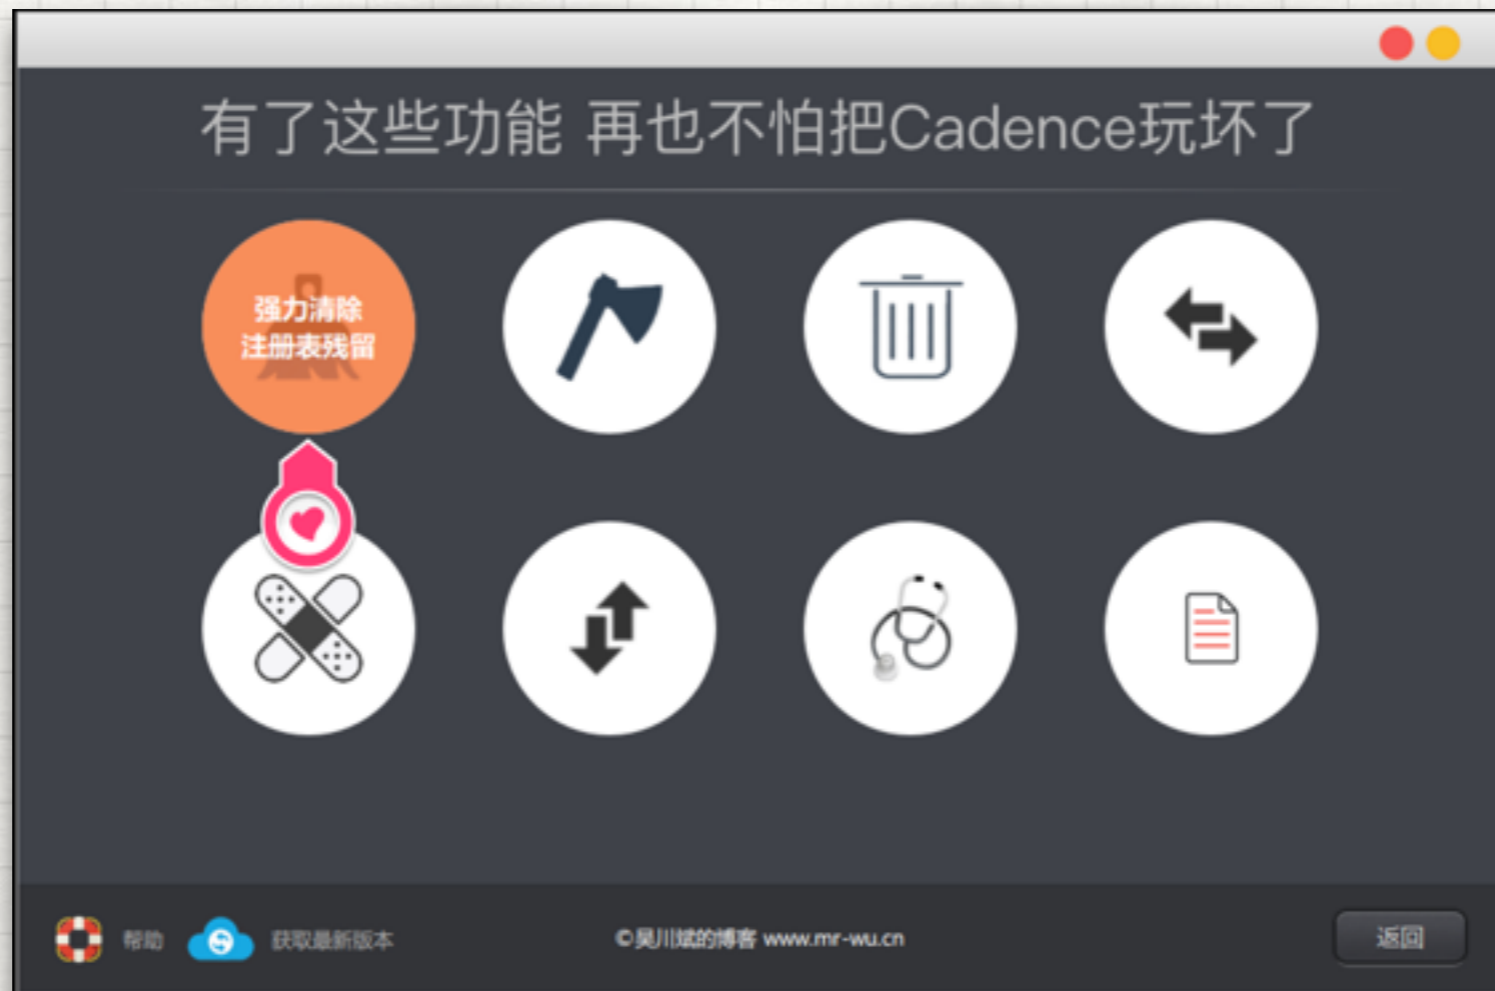 有了这些功能 再也不怕把Cadence玩坏了
强力清除
注册表残留
帮助
获取最新版本
©吴川斌的博客 www.mr-wu.cn
返回